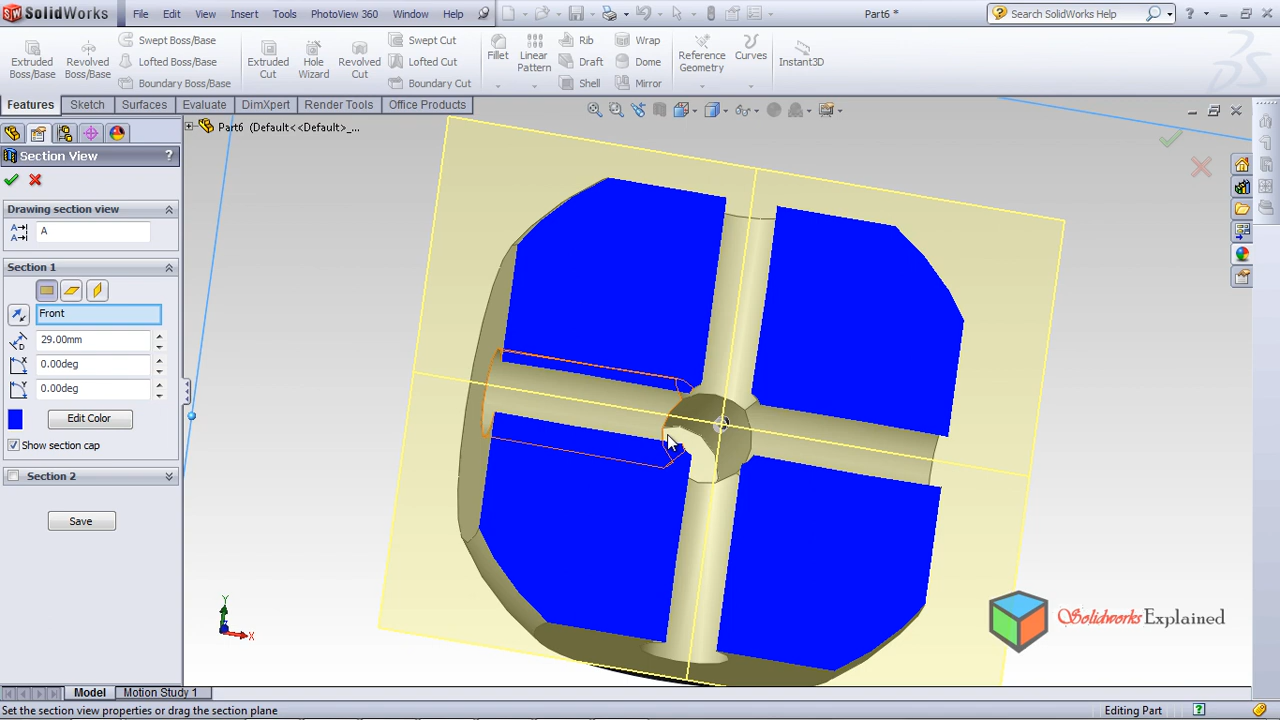 SolidWorks File Edit View Insert Tools PhotoView 360 Window Help Part6 * Search SolidWorks Help
Extruded Boss/Base
Revolved Boss/Base
Swept Boss/Base
Lofted Boss/Base
Boundary Boss/Base
Extruded Cut
Hole Wizard
Revolved Cut
Swept Cut
Lofted Cut
Boundary Cut
Fillet
Linear Pattern
Rib
Draft
Shell
Wrap
Dome
Mirror
Reference Geometry
Curves
Instant3D
Features Sketch Surfaces Evaluate DimXpert Render Tools Office Products
Part6 (Default<<Default>_...
Section View ?
Drawing section view
A
Section 1
Front
29.00mm
0.00deg
0.00deg
Edit Color
Show section cap
Section 2
Save
Y
X
Solidworks Explained
Model Motion Study 1
Set the section view properties or drag the section plane Editing Part